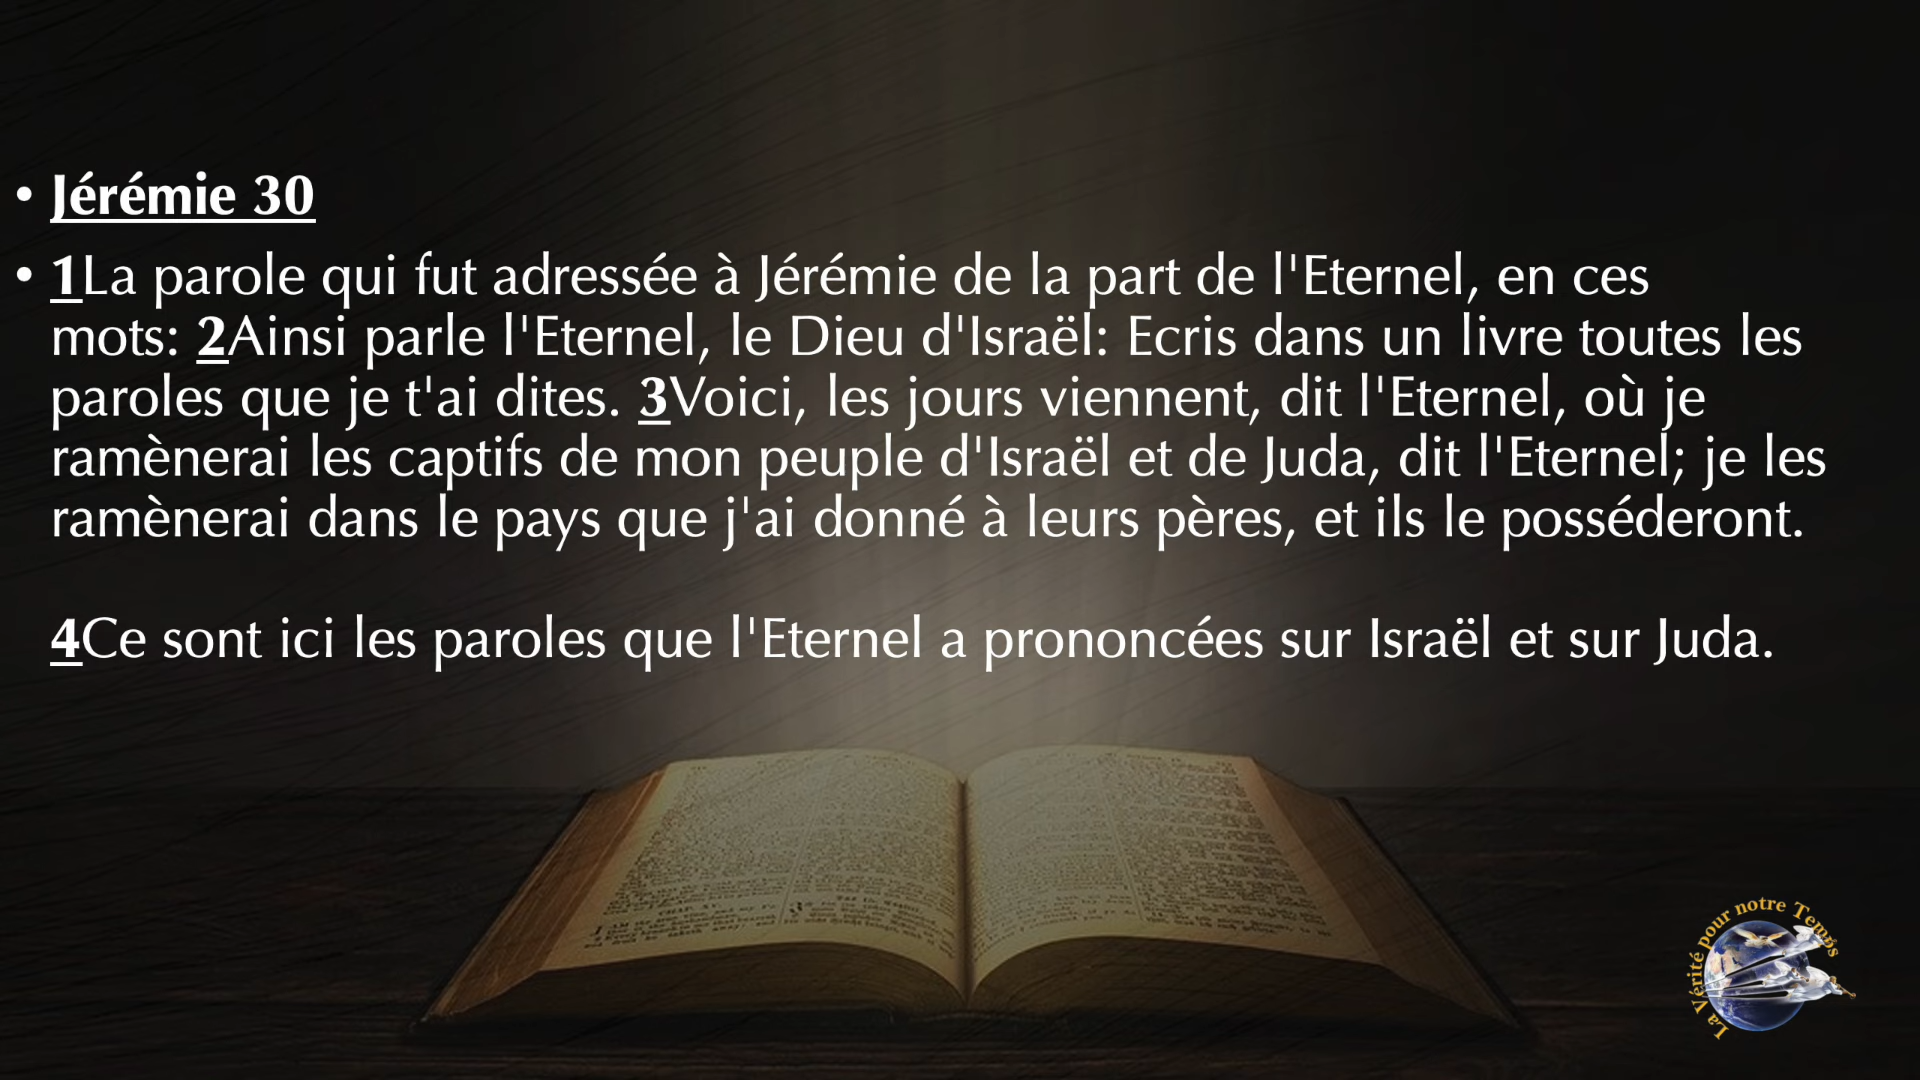 • Jérémie 30
• 1La parole qui fut adressée à Jérémie de la part de l'Eternel, en ces
mots: 2Ainsi parle l'Eternel, le Dieu d'Israël: Ecris dans un livre toutes les
paroles que je t'ai dites. 3Voici, les jours viennent, dit l'Eternel, où je
ramènerai les captifs de mon peuple d'Israël et de Juda, dit l'Eternel; je les
ramènerai dans le pays que j'ai donné à leurs pères, et ils le posséderont.
4Ce sont ici les paroles que l'Eternel a prononcées sur Israël et sur Juda.
La Vérité pour notre Temps